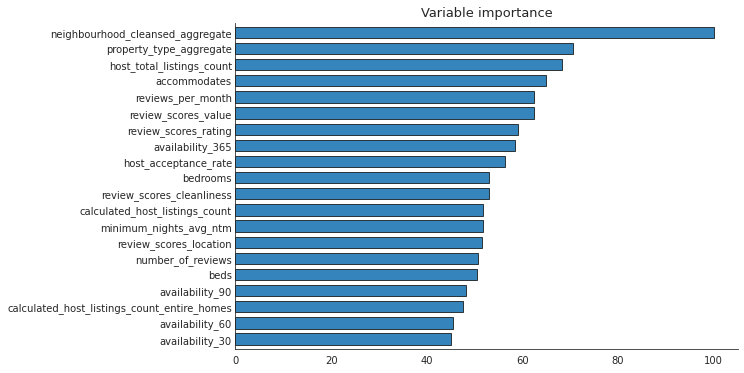 Variable importance
neighbourhood_cleansed_aggregate
property_type_aggregate
host_total_listings_count
accommodates
reviews_per_month
review_scores_value
review_scores_rating
availability_365
host_acceptance_rate
bedrooms
review_scores_cleanliness
calculated_host_listings_count
minimum_nights_avg_ntm
review_scores_location
number_of_reviews
beds
availability_90
calculated_host_listings_count_entire_homes
availability_60
availability_30
0 20 40 60 80 100